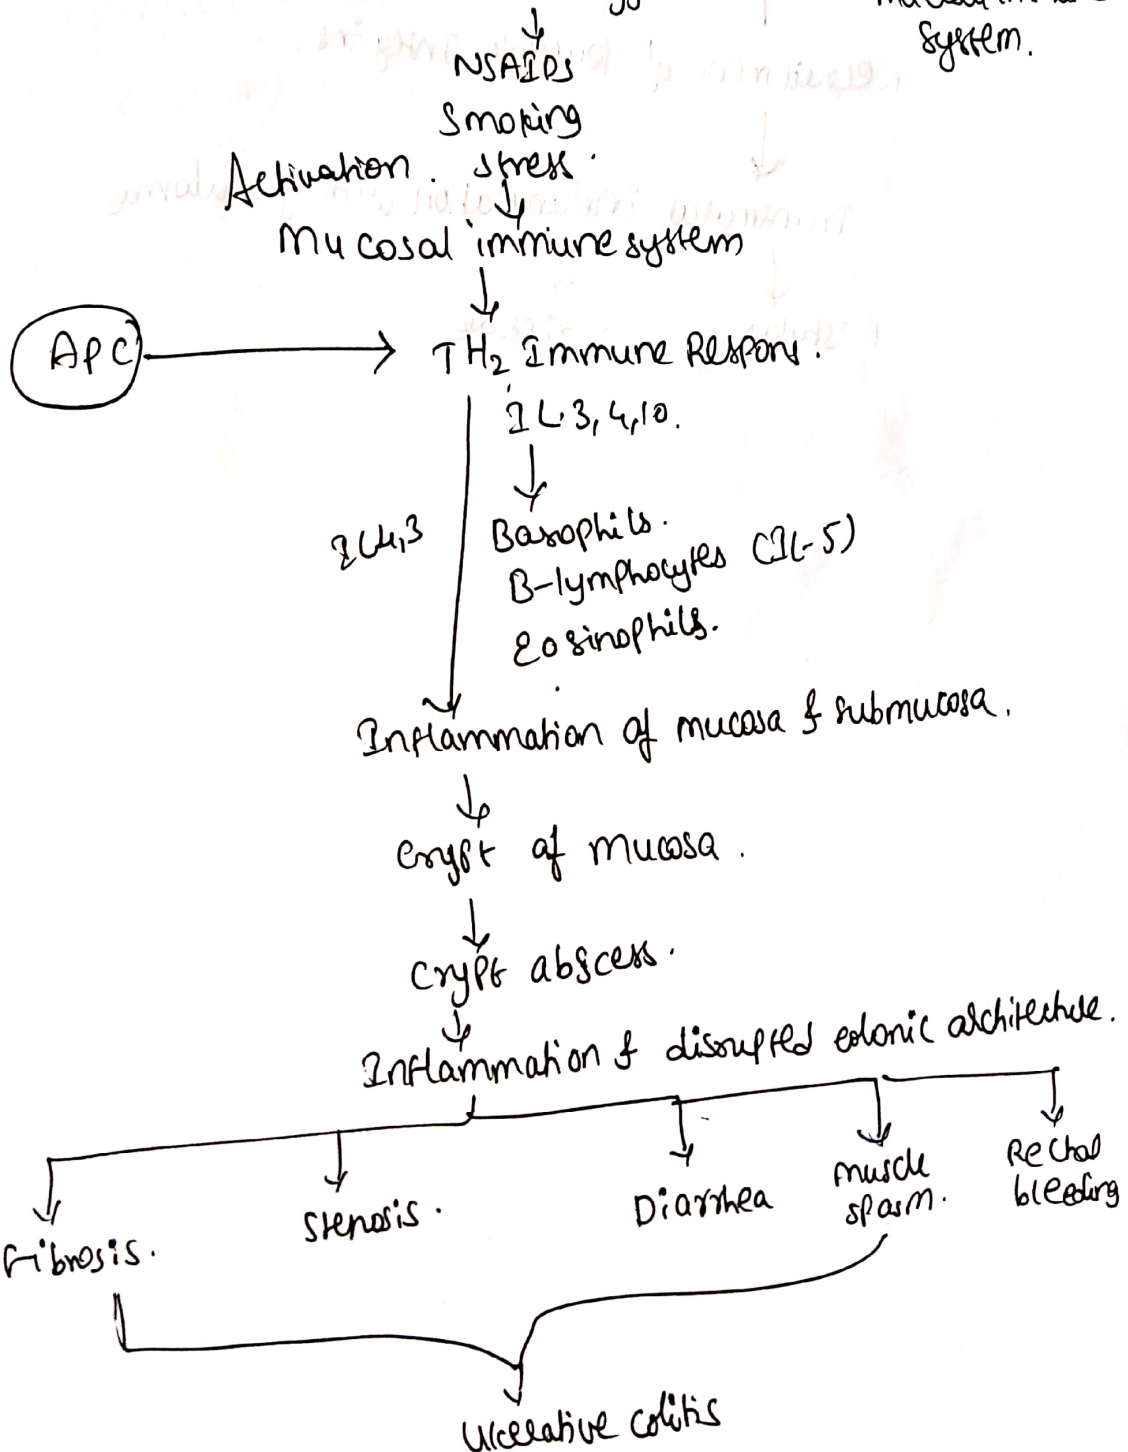 system.
NSAIDs
Smoking
Activation. stress.
Mucosal immune system
APC
TH2 Immune Respons.
IL 3, 4, 10.
IL4,3
Basophils.
B-lymphocytes (IL-5)
Eosinophils.
Inflammation of mucosa & submucosa.
Crypt of mucosa.
Crypt abscess.
Inflammation & disrupted colonic architecture.
Fibrosis.
Stenosis.
Diarrhea
muscle
spasm.
Rectal
bleeding
Ulcerative colitis